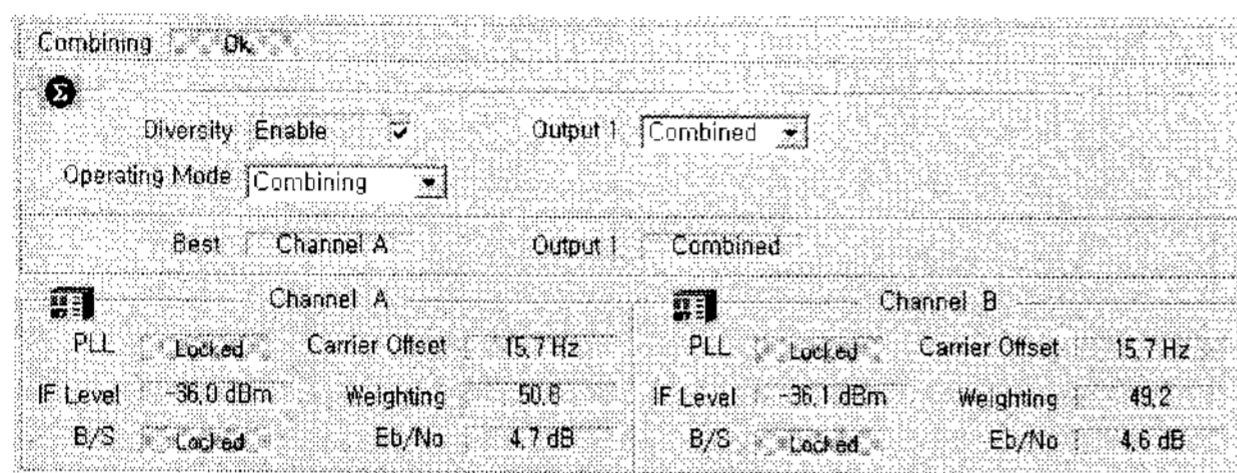 Combining Ok
Σ
Diversity Enable Output 1 Combined
Operating Mode Combining
Best Channel A Output 1 Combined
Channel A Channel B
PLL Locked Carrier Offset 15,7 Hz PLL Locked Carrier Offset 15,7 Hz
IF Level -36,0 dBm Weighting 50,8 IF Level -36,1 dBm Weighting 49,2
B/S Locked Eb/No 4,7 dB B/S Locked Eb/No 4,6 dB